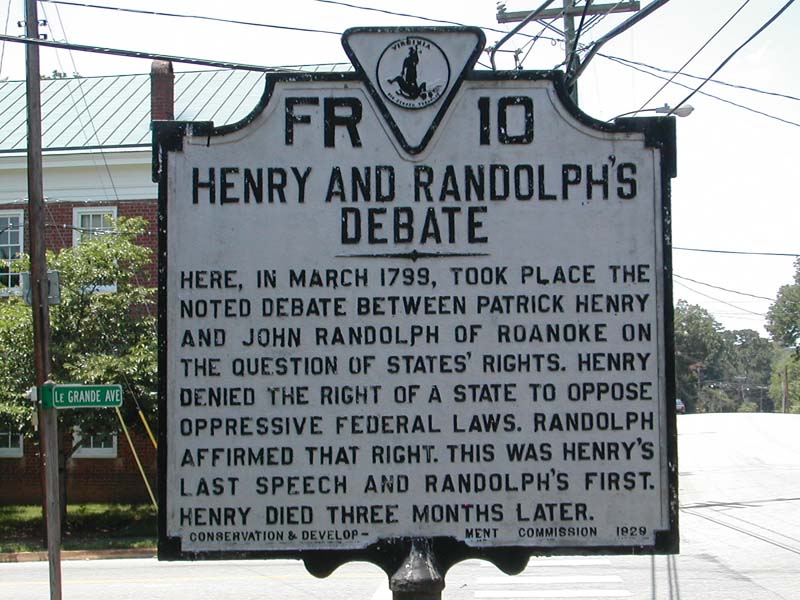 VIRGINIA
FR 10
HENRY AND RANDOLPH'S
DEBATE
HERE, IN MARCH 1799, TOOK PLACE THE
NOTED DEBATE BETWEEN PATRICK HENRY
AND JOHN RANDOLPH OF ROANOKE ON
THE QUESTION OF STATES' RIGHTS. HENRY
DENIED THE RIGHT OF A STATE TO OPPOSE
OPPRESSIVE FEDERAL LAWS. RANDOLPH
AFFIRMED THAT RIGHT. THIS WAS HENRY'S
LAST SPEECH AND RANDOLPH'S FIRST.
HENRY DIED THREE MONTHS LATER.
CONSERVATION & DEVELOP- MENT COMMISSION 1929
LE GRANDE AVE